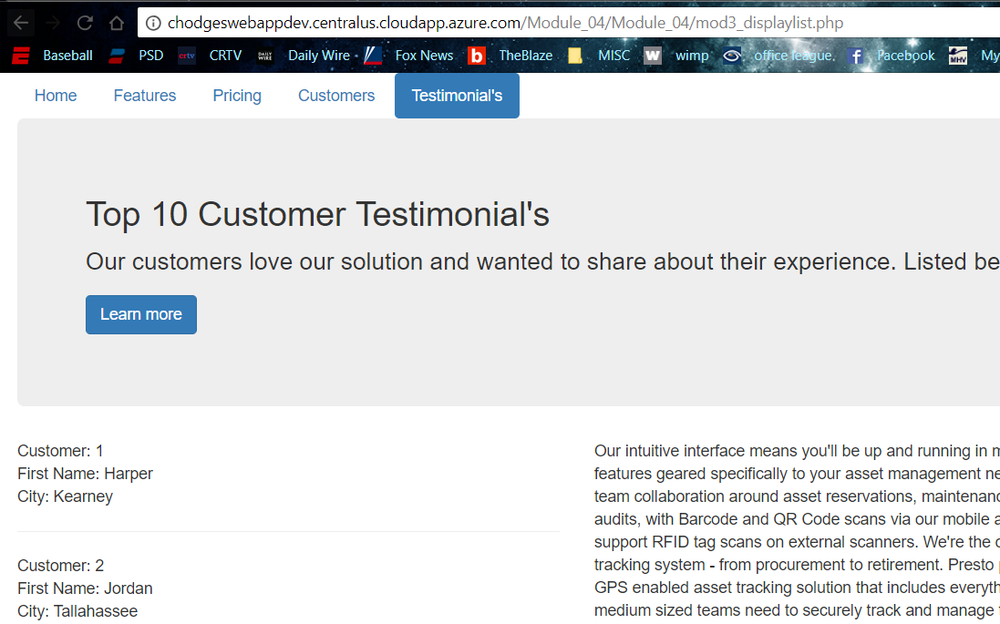 chodgeswebappdev.centralus.cloudapp.azure.com/Module_04/Module_04/mod3_displaylist.php
Baseball PSD CRTV Daily Wire Fox News TheBlaze MISC wimp office league. Facebook My
Home Features Pricing Customers Testimonial's
Top 10 Customer Testimonial's
Our customers love our solution and wanted to share about their experience. Listed be
Learn more
Customer: 1
First Name: Harper
City: Kearney
Customer: 2
First Name: Jordan
City: Tallahassee
Our intuitive interface means you'll be up and running in
features geared specifically to your asset management
team collaboration around asset reservations,
audits, with Barcode and QR Code scans via our mobile
support RFID tag scans on external scanners. We're the
tracking system - from procurement to retirement. Presto
GPS enabled asset tracking solution that includes
medium sized teams need to securely track and manage